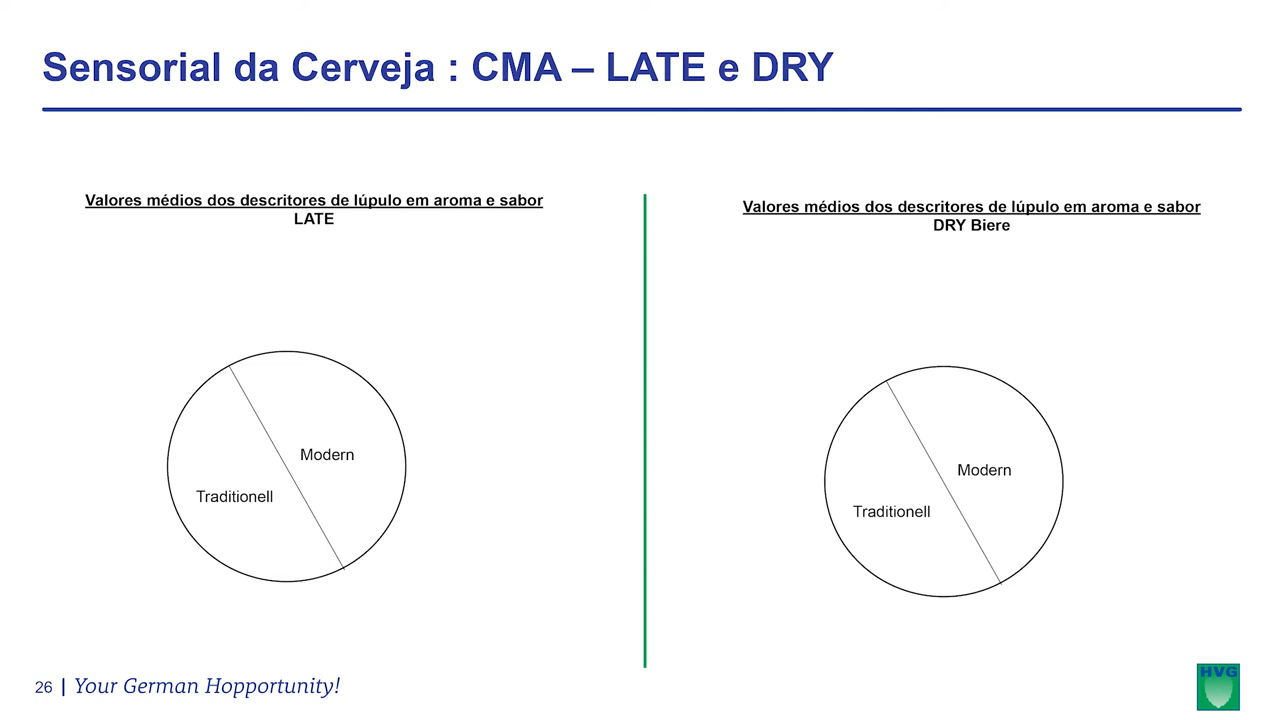 Sensorial da Cerveja : CMA – LATE e DRY
Valores médios dos descritores de lúpulo em aroma e sabor
LATE
Modern
Traditionell
Valores médios dos descritores de lúpulo em aroma e sabor
DRY Biere
Modern
Traditionell
26 | Your German Hopportunity!
HVG